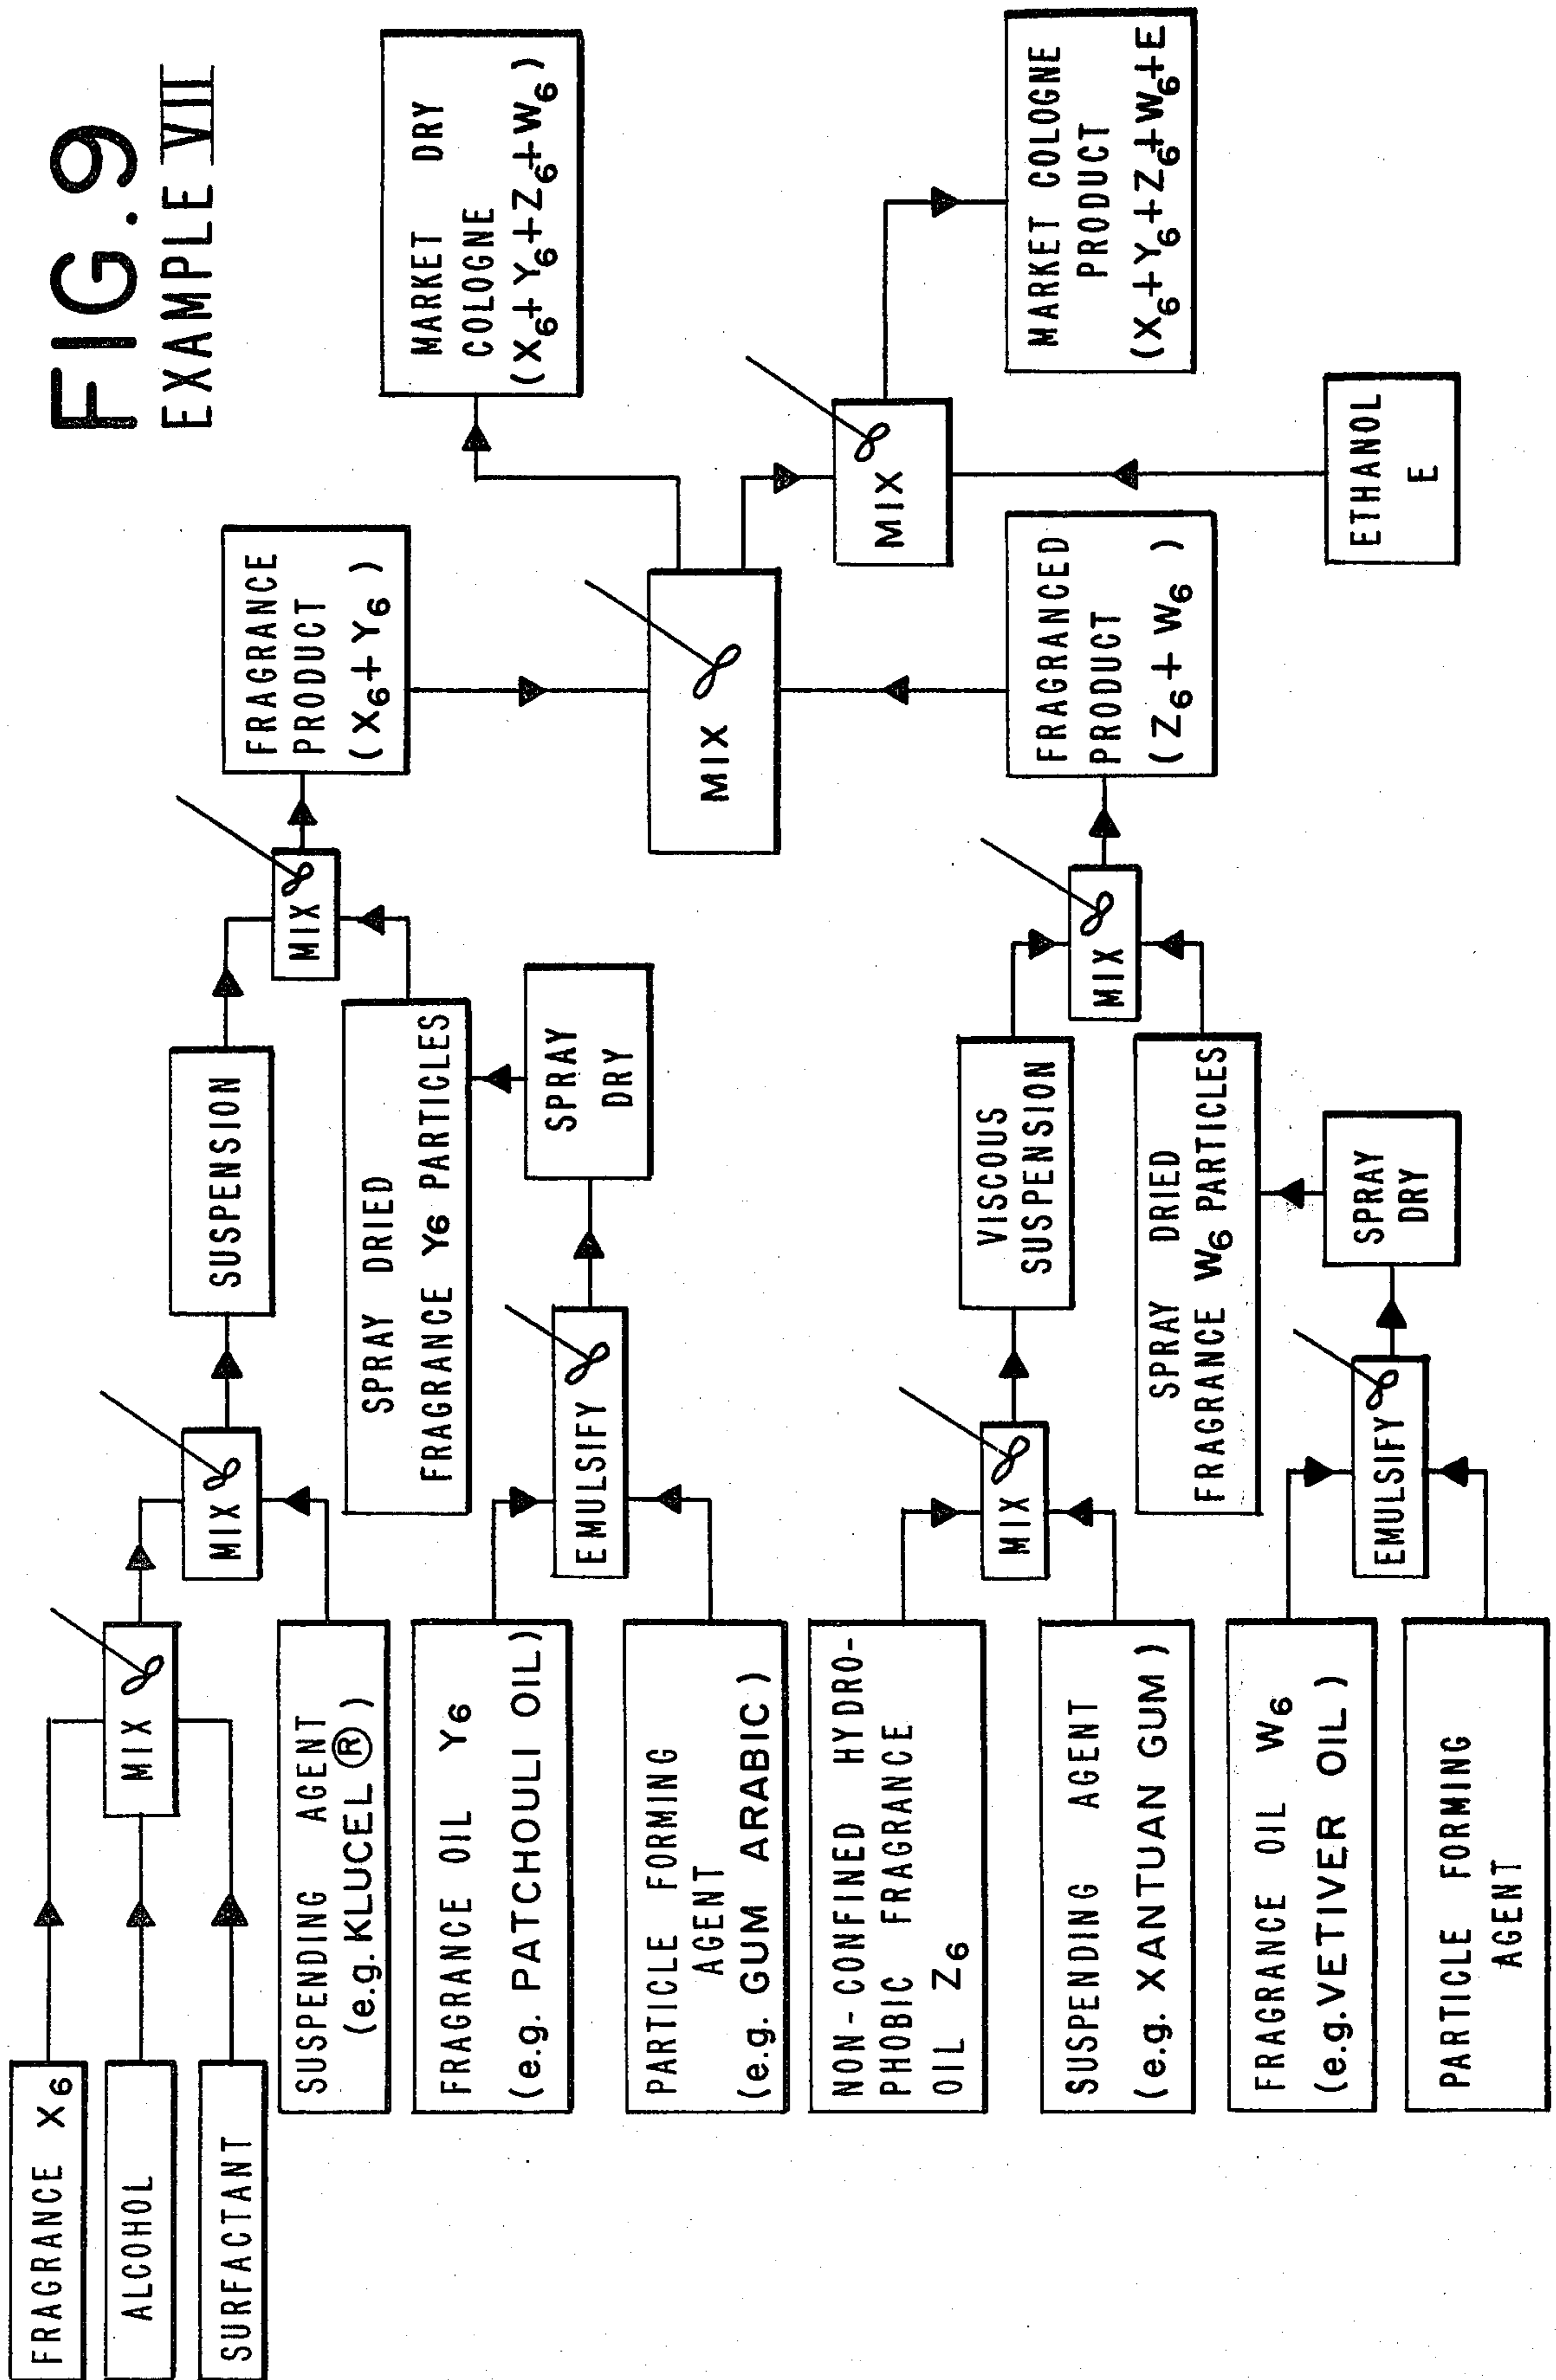 FIG.9
EXAMPLE VII
FRAGRANCE X6
ALCOHOL
SURFACTANT
MIX
SUSPENDING AGENT
(e.g. KLUCEL ®)
MIX
SUSPENSION
MIX
FRAGRANCE
PRODUCT
(X6+Y6)
FRAGRANCE OIL Y6
(e.g. PATCHOULI OIL)
PARTICLE FORMING
AGENT
(e.g. GUM ARABIC)
EMULSIFY
SPRAY
DRY
SPRAY DRIED
FRAGRANCE Y6 PARTICLES
MIX
MARKET DRY
COLOGNE
(X6+Y6+Z6+W6)
NON-CONFINED HYDRO-
PHOBIC FRAGRANCE
OIL Z6
SUSPENDING AGENT
(e.g. XANTUAN GUM)
MIX
VISCOUS
SUSPENSION
MIX
FRAGRANCED
PRODUCT
(Z6+W6)
FRAGRANCE OIL W6
(e.g. VETIVER OIL)
PARTICLE FORMING
AGENT
EMULSIFY
SPRAY
DRY
SPRAY DRIED
FRAGRANCE W6 PARTICLES
MIX
ETHANOL
E
MARKET COLOGNE
PRODUCT
(X6+Y6+Z6+W6+E